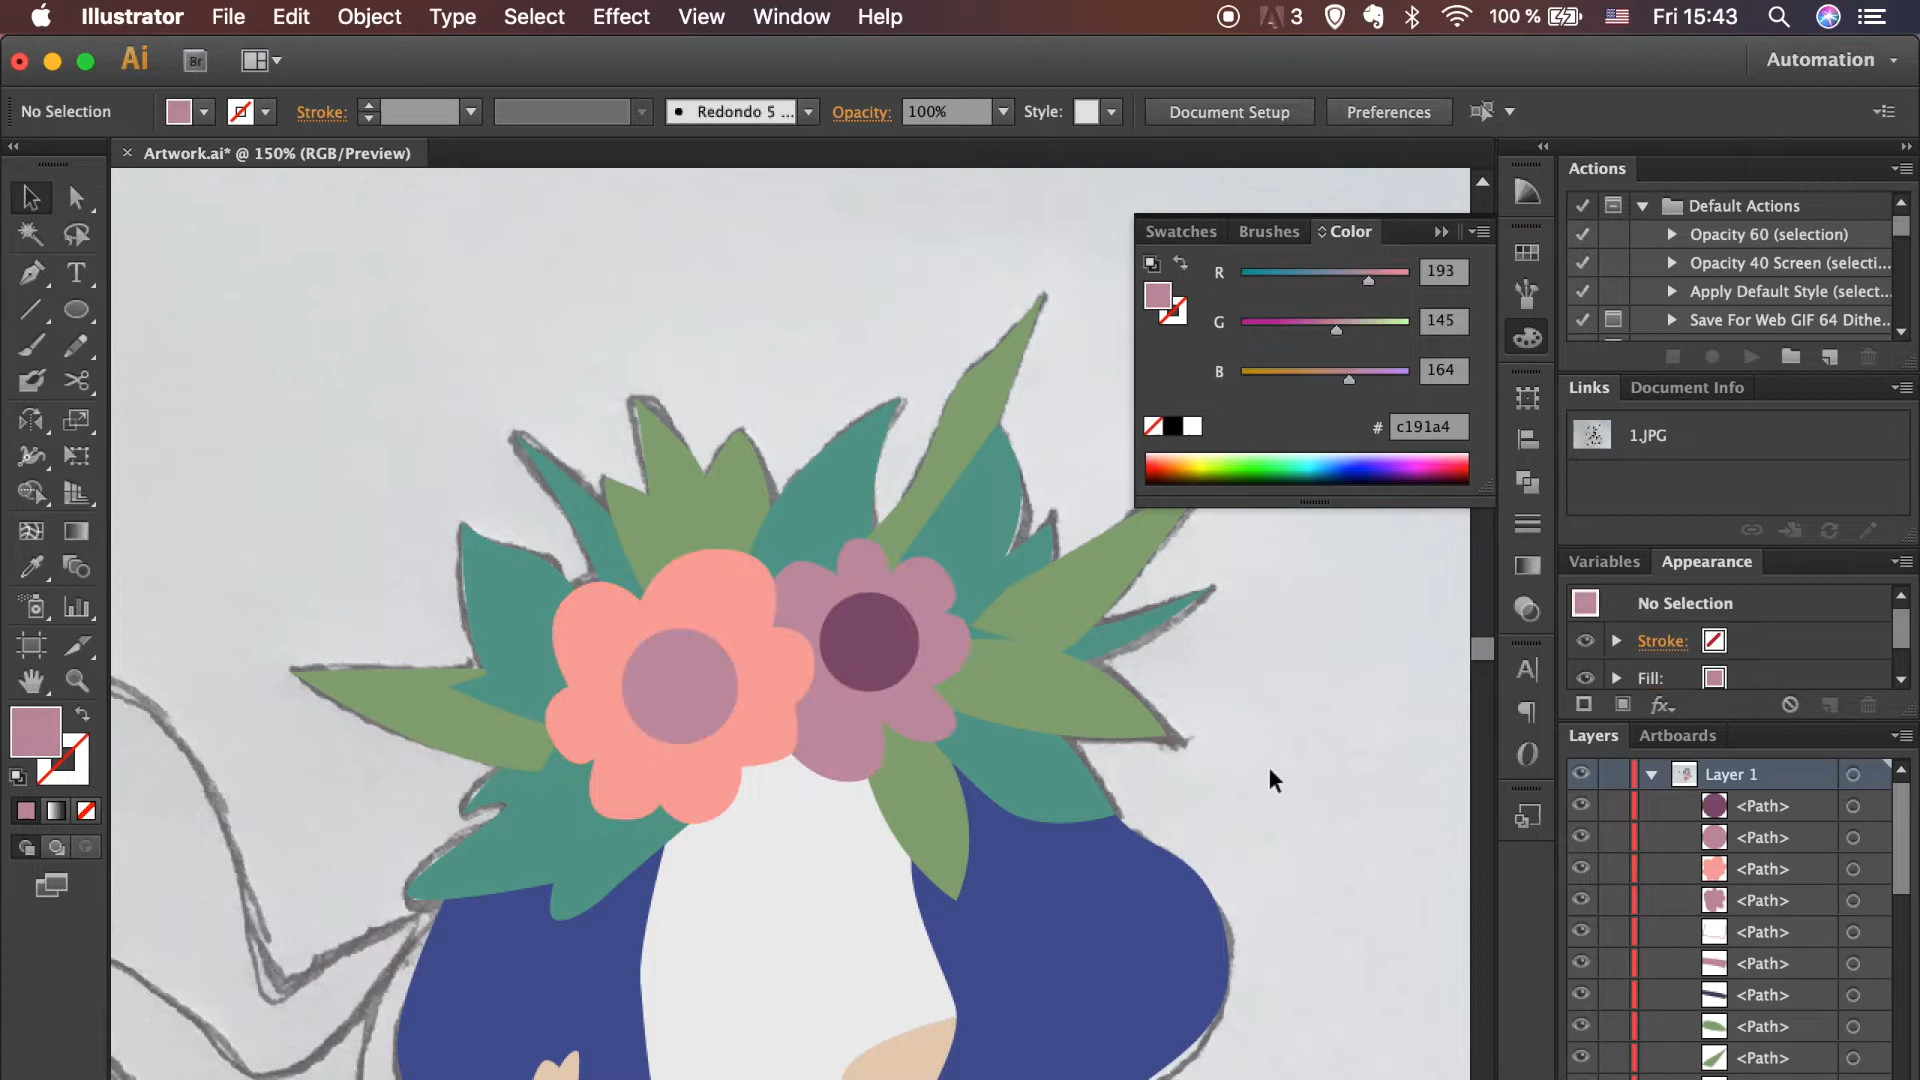 Illustrator File Edit Object Type Select Effect View Window Help 3 100 % Fri 15:43
Ai Br Automation
No Selection Stroke: Redondo 5 ... Opacity: 100% Style: Document Setup Preferences
× Artwork.ai* @ 150% (RGB/Preview)
Swatches Brushes Color
R 193
G 145
B 164
# c191a4
Actions
Default Actions
Opacity 60 (selection)
Opacity 40 Screen (selecti...
Apply Default Style (select...
Save For Web GIF 64 Dithe...
Links Document Info
1.JPG
Variables Appearance
No Selection
Stroke:
Fill:
fx
Layers Artboards
Layer 1
<Path>
<Path>
<Path>
<Path>
<Path>
<Path>
<Path>
<Path>
<Path>